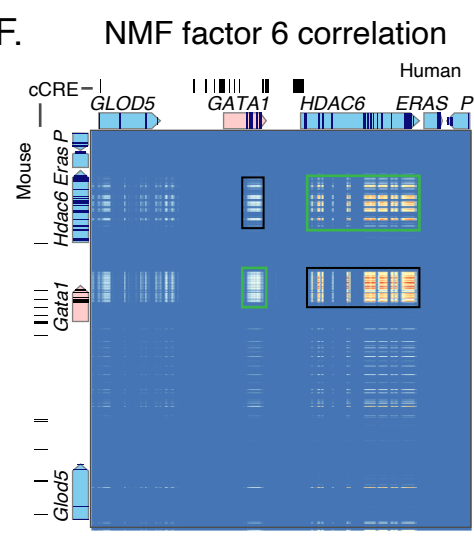 F.
NMF factor 6 correlation
Human
cCRE
GLOD5 GATA1 HDAC6 ERAS P
Mouse
Hdac6 Eras P
Gata1
Glod5